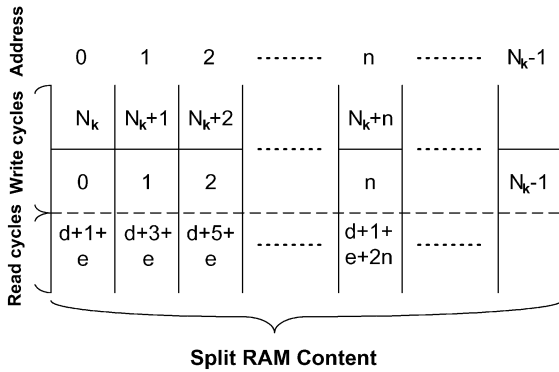 Address 0 1 2 ........ n ........ Nₖ-1
Write cycles
Nₖ Nₖ+1 Nₖ+2 ........ Nₖ+n ........
0 1 2 n Nₖ-1
Read cycles
d+1+ d+3+ d+5+ ........ d+1+ ........
e e e e+2n
Split RAM Content